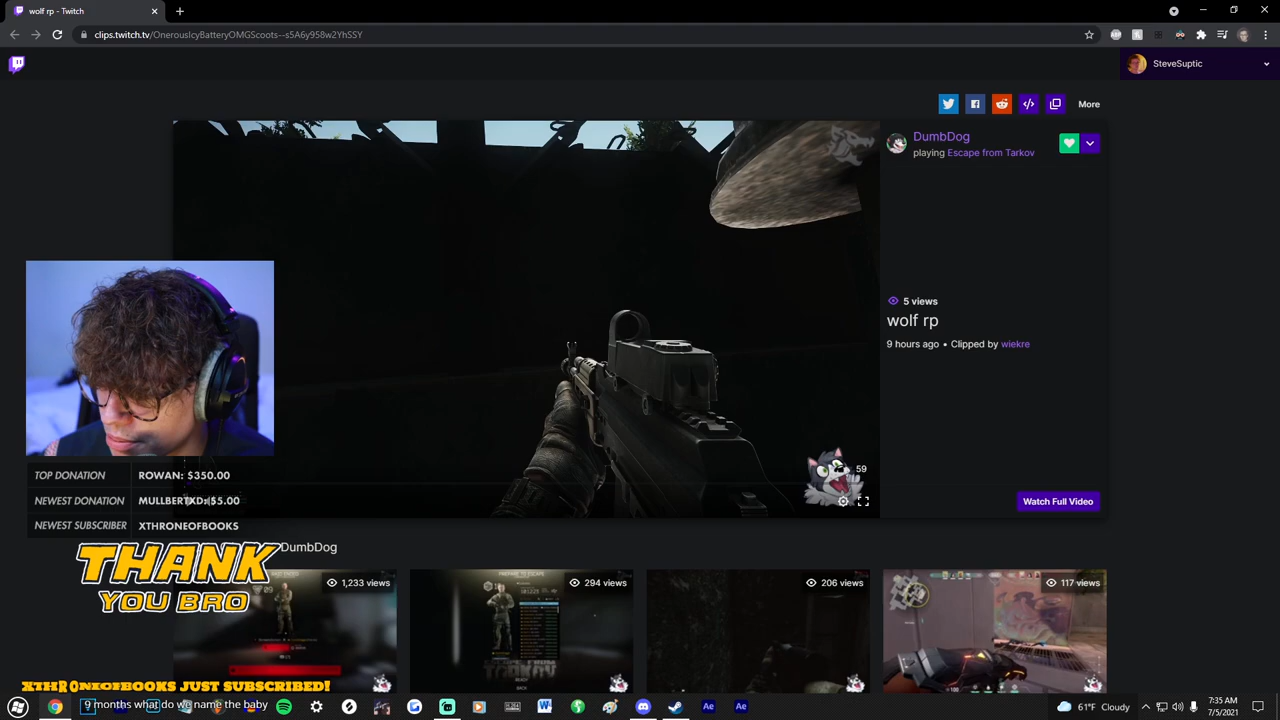 wolf rp - Twitch
clips.twitch.tv/OnerousIcyBatteryOMGScoots--s5A6y958w2YhSSY
SteveSuptic
More
DumbDog
playing Escape from Tarkov
5 views
wolf rp
9 hours ago • Clipped by wiekre
59
Watch Full Video
TOP DONATION ROWAN: $350.00
NEWEST DONATION MULLBERTXD: $5.00
NEWEST SUBSCRIBER XTHRONEOFBOOKS
THANK
YOU BRO
DumbDog
1,233 views
294 views
206 views
117 views
XTHRONEOFBOOKS JUST SUBSCRIBED!
9 months what do we name the baby
61°F Cloudy
7:35 AM
7/5/2021